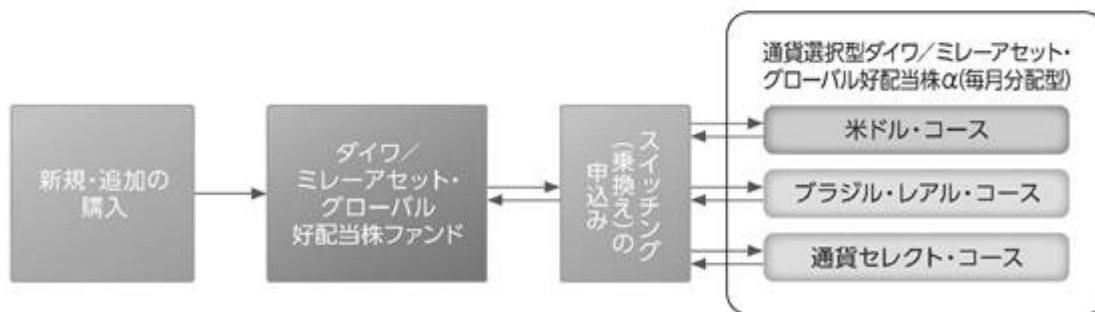 新規・追加の
購入
ダイワ/
ミレーアセット・
グローバル
好配当株ファンド
スイッチング
(乗換え)の
申込み
通貨選択型ダイワ/ミレーアセット・
グローバル好配当株α(毎月分配型)
米ドル・コース
ブラジル・レアル・コース
通貨セレクト・コース